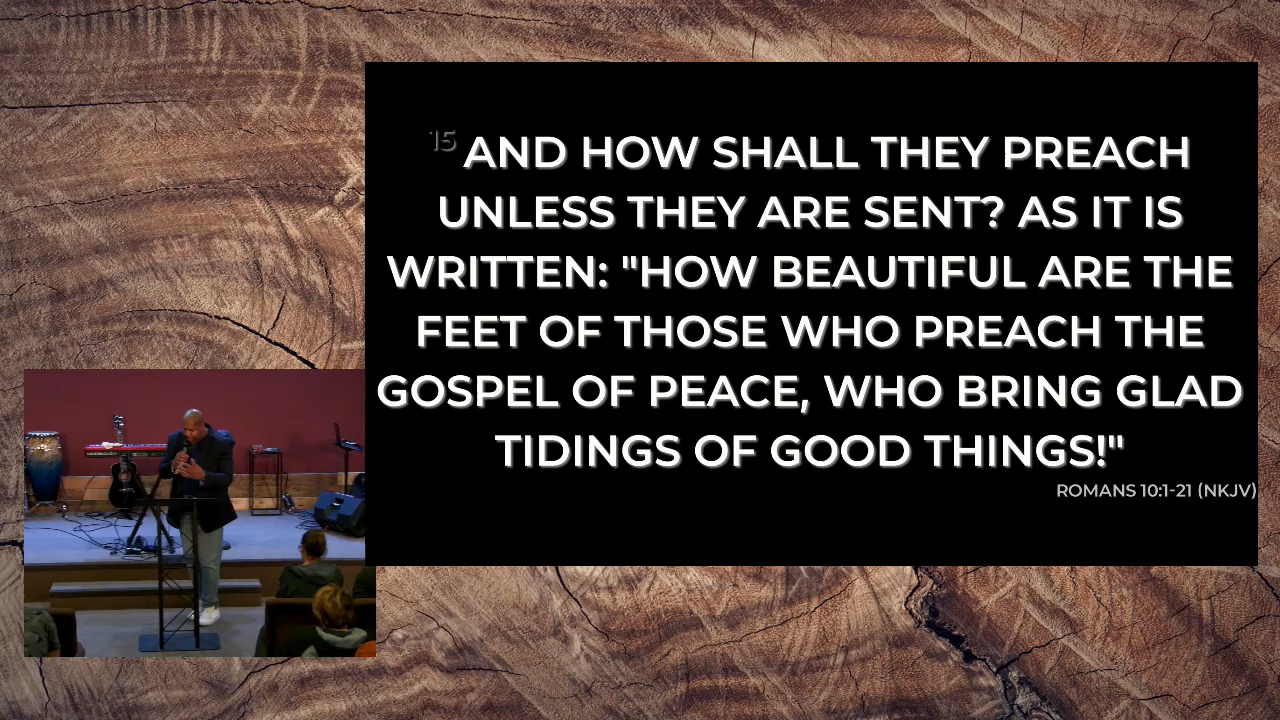 15 AND HOW SHALL THEY PREACH
UNLESS THEY ARE SENT? AS IT IS
WRITTEN: "HOW BEAUTIFUL ARE THE
FEET OF THOSE WHO PREACH THE
GOSPEL OF PEACE, WHO BRING GLAD
TIDINGS OF GOOD THINGS!"
ROMANS 10:1-21 (NKJV)